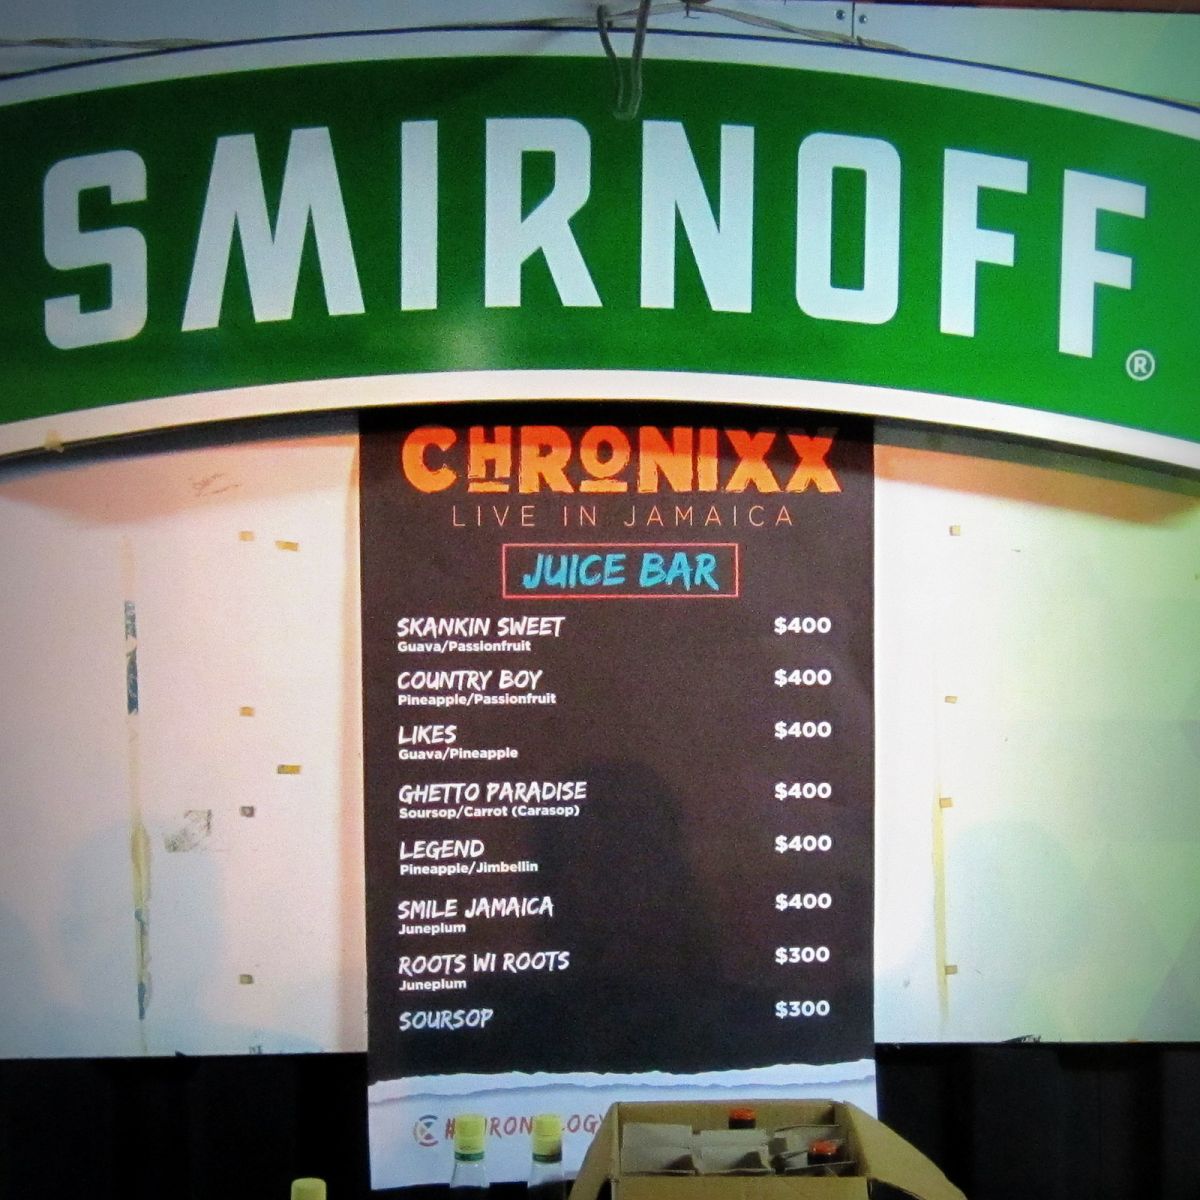 SMIRNOFF®
CHRONIXX
LIVE IN JAMAICA
JUICE BAR
SKANKIN SWEET $400
Guava/Passionfruit
COUNTRY BOY $400
Pineapple/Passionfruit
LIKES $400
Guava/Pineapple
GHETTO PARADISE $400
Soursop/Carrot (Carasop)
LEGEND $400
Pineapple/Jimbellin
SMILE JAMAICA $400
Juneplum
ROOTS WI ROOTS $300
Juneplum
SOURSOP $300